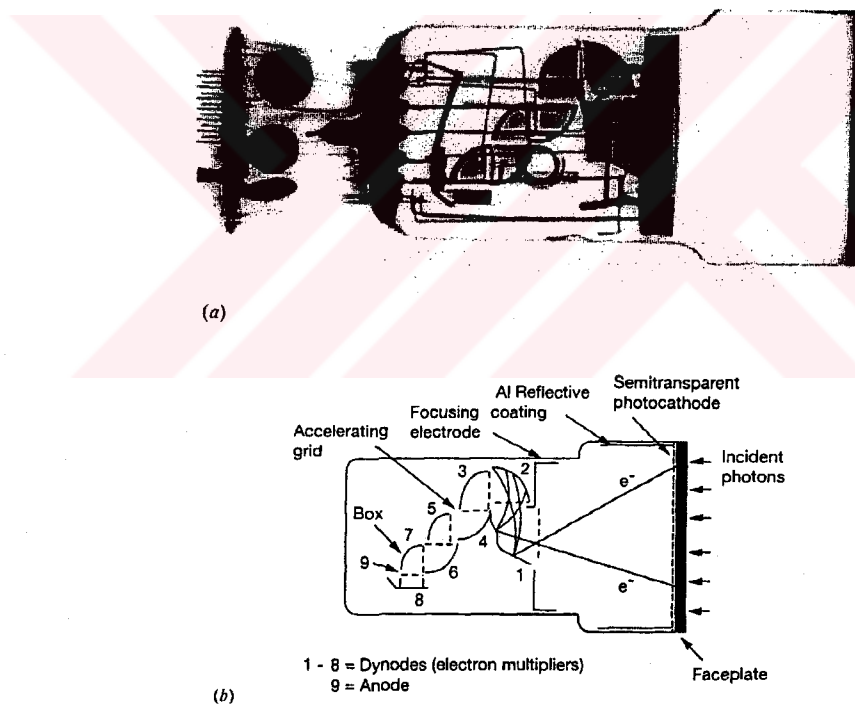 (a)
Semitransparent
photocathode
Al Reflective
coating
Focusing
electrode
Accelerating
grid
Incident
photons
3
2
e⁻
Box
5
7
9
4
1
6
8
e⁻
1 - 8 = Dynodes (electron multipliers)
9 = Anode
Faceplate
(b)